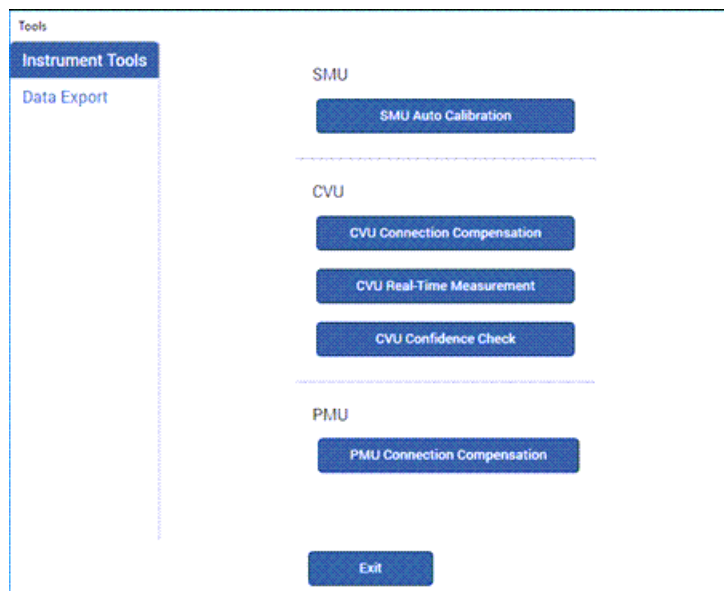 Tools
Instrument Tools
Data Export
SMU
SMU Auto Calibration
CVU
CVU Connection Compensation
CVU Real-Time Measurement
CVU Confidence Check
PMU
PMU Connection Compensation
Exit